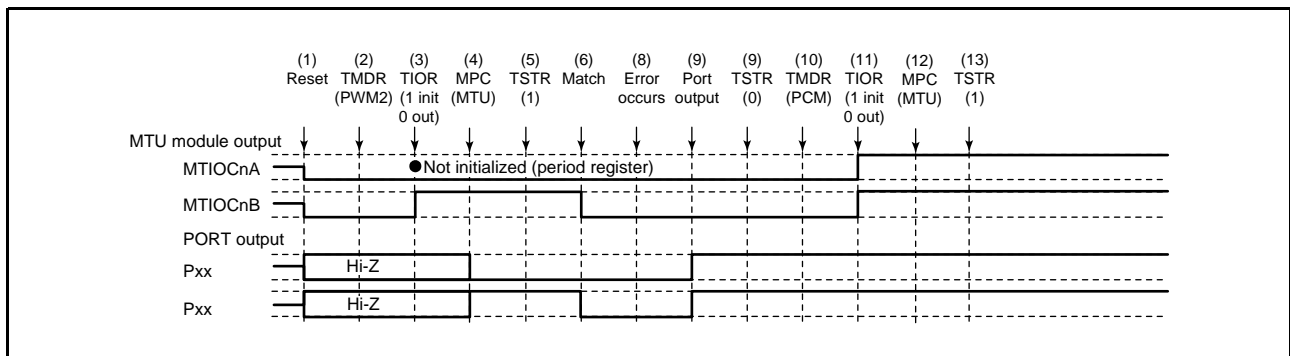 (1) (2) (3) (4) (5) (6) (8) (9) (9) (10) (11) (12) (13)
Reset TMDR TIOR MPC TSTR Match Error Port TSTR TMDR TIOR MPC TSTR
(PWM2) (1 init (MTU) (1) occurs output (0) (PCM) (1 init (MTU) (1)
0 out) 0 out)
MTU module output
MTIOCnA Not initialized (period register)
MTIOCnB
PORT output
Pxx Hi-Z
Pxx Hi-Z